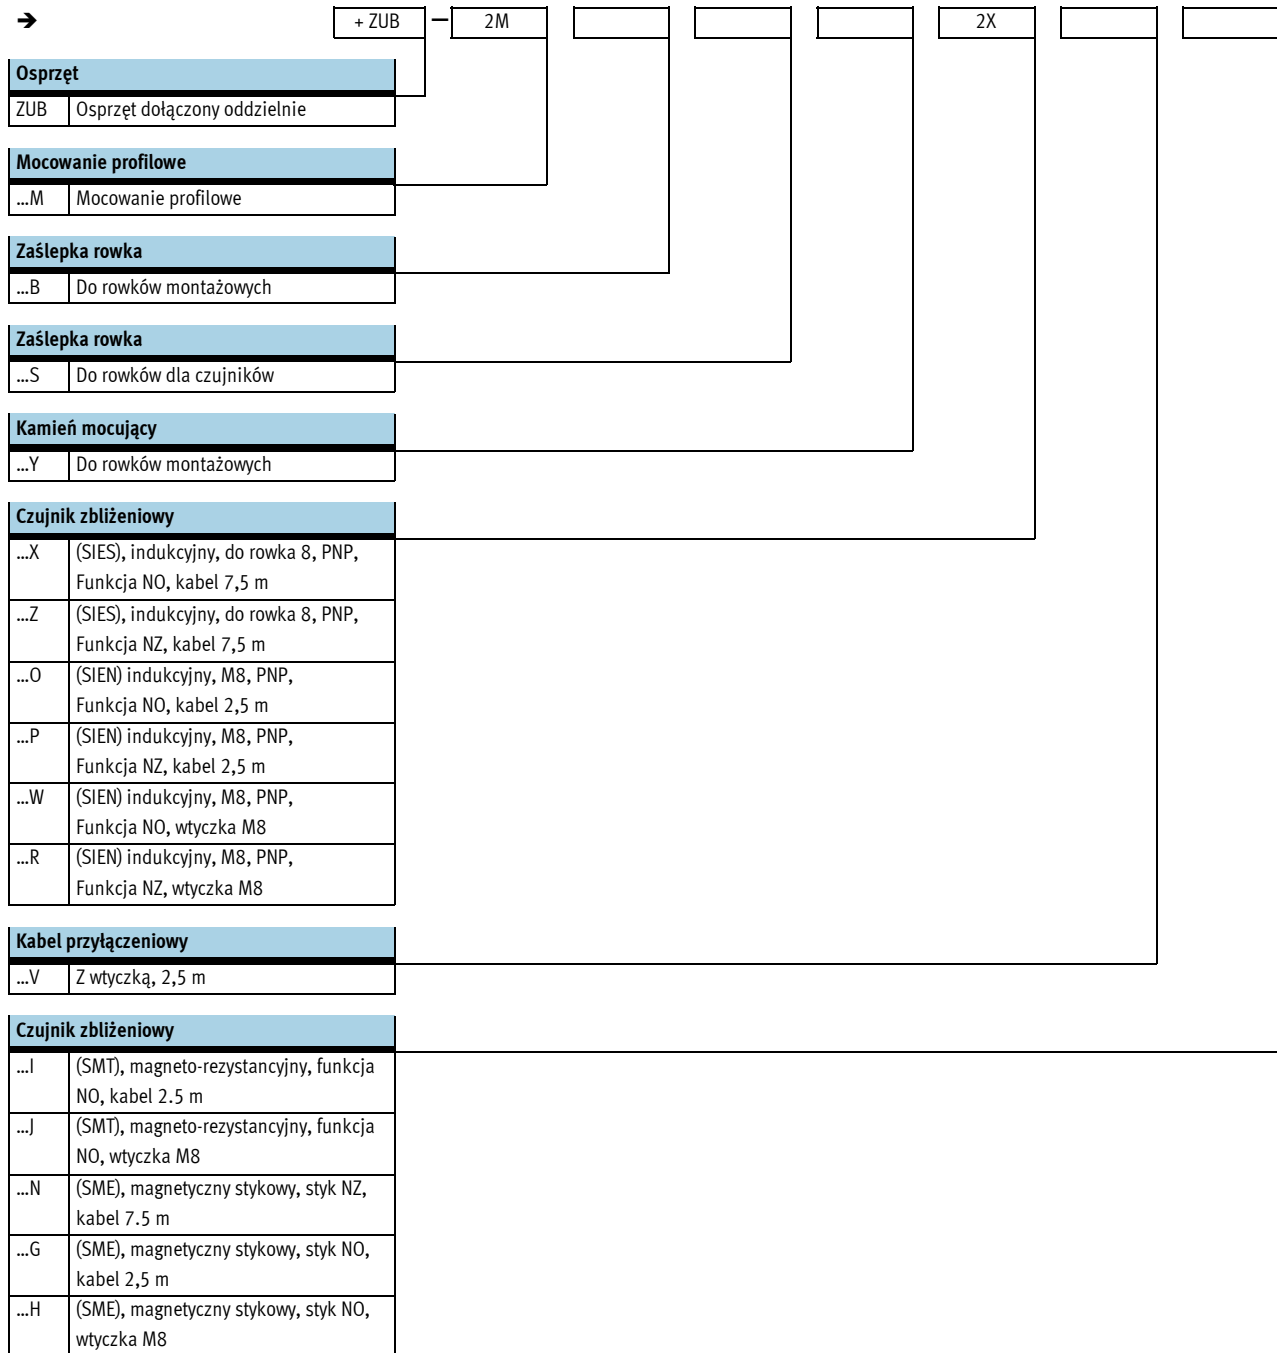 ➔ + ZUB – 2M 2X
Osprzęt
ZUB Osprzęt dołączony oddzielnie
Mocowanie profilowe
...M Mocowanie profilowe
Zaślepka rowka
...B Do rowków montażowych
Zaślepka rowka
...S Do rowków dla czujników
Kamień mocujący
...Y Do rowków montażowych
Czujnik zbliżeniowy
...X (SIES), indukcyjny, do rowka 8, PNP,
Funkcja NO, kabel 7,5 m
...Z (SIES), indukcyjny, do rowka 8, PNP,
Funkcja NZ, kabel 7,5 m
...O (SIEN) indukcyjny, M8, PNP,
Funkcja NO, kabel 2,5 m
...P (SIEN) indukcyjny, M8, PNP,
Funkcja NZ, kabel 2,5 m
...W (SIEN) indukcyjny, M8, PNP,
Funkcja NO, wtyczka M8
...R (SIEN) indukcyjny, M8, PNP,
Funkcja NZ, wtyczka M8
Kabel przyłączeniowy
...V Z wtyczką, 2,5 m
Czujnik zbliżeniowy
...I (SMT), magneto-rezystancyjny, funkcja
NO, kabel 2.5 m
...J (SMT), magneto-rezystancyjny, funkcja
NO, wtyczka M8
...N (SME), magnetyczny stykowy, styk NZ,
kabel 7.5 m
...G (SME), magnetyczny stykowy, styk NO,
kabel 2,5 m
...H (SME), magnetyczny stykowy, styk NO,
wtyczka M8